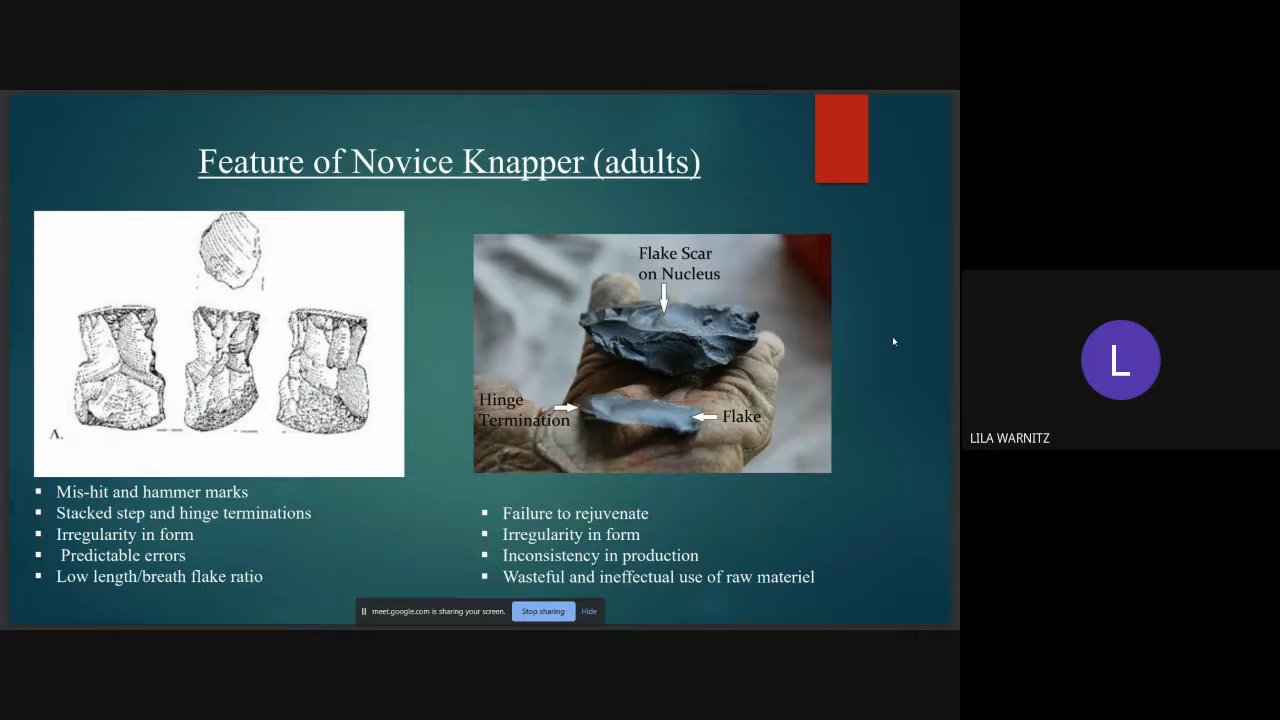 Feature of Novice Knapper (adults)
A.
Flake Scar
on Nucleus
Hinge
Termination
Flake
Mis-hit and hammer marks
Stacked step and hinge terminations
Irregularity in form
Predictable errors
Low length/breath flake ratio
Failure to rejuvenate
Irregularity in form
Inconsistency in production
Wasteful and ineffectual use of raw materiel
meet.google.com is sharing your screen.
Stop sharing
Hide
L
LILA WARNITZ